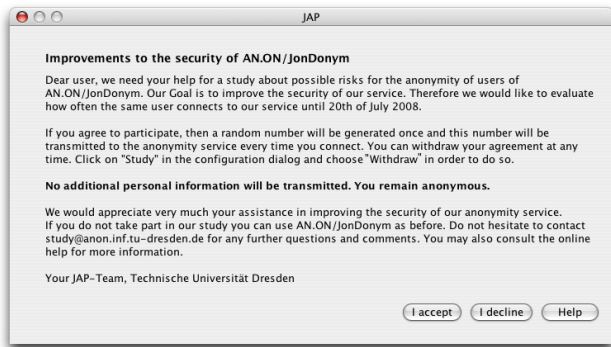 JAP
Improvements to the security of AN.ON/JonDonym
Dear user, we need your help for a study about possible risks for the anonymity of users of
AN.ON/JonDonym. Our Goal is to improve the security of our service. Therefore we would like to evaluate
how often the same user connects to our service until 20th of July 2008.
If you agree to participate, then a random number will be generated once and this number will be
transmitted to the anonymity service every time you connect. You can withdraw your agreement at any
time. Click on "Study" in the configuration dialog and choose"Withdraw" in order to do so.
No additional personal information will be transmitted. You remain anonymous.
We would appreciate very much your assistance in improving the security of our anonymity service.
If you do not take part in our study you can use AN.ON/JonDonym as before. Do not hesitate to contact
study@anon.inf.tu-dresden.de for any further questions and comments. You may also consult the online
help for more information.
Your JAP-Team, Technische Universität Dresden
I accept I decline Help